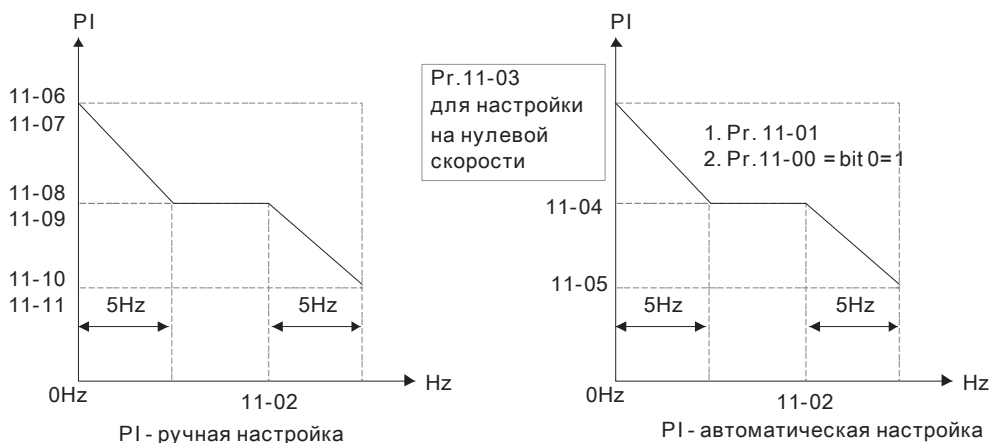 PI
11-06
11-07
11-08
11-09
11-10
11-11
5Hz
5Hz
0Hz
11-02
Hz
PI - ручная настройка
Pr.11-03
для настройки
на нулевой
скорости
PI
1. Pr. 11-01
2. Pr.11-00 = bit 0=1
11-04
11-05
5Hz
5Hz
0Hz
11-02
Hz
PI - автоматическая настройка